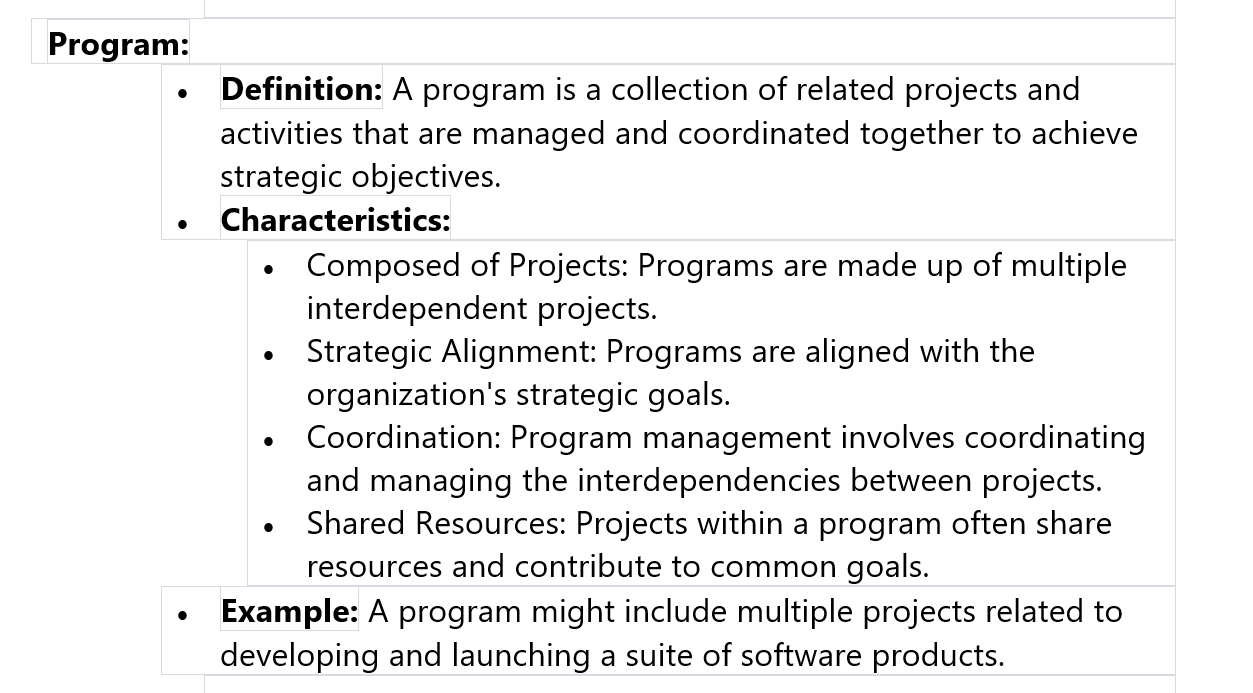 Program:
• Definition: A program is a collection of related projects and
activities that are managed and coordinated together to achieve
strategic objectives.
• Characteristics:
• Composed of Projects: Programs are made up of multiple
interdependent projects.
• Strategic Alignment: Programs are aligned with the
organization's strategic goals.
• Coordination: Program management involves coordinating
and managing the interdependencies between projects.
• Shared Resources: Projects within a program often share
resources and contribute to common goals.
• Example: A program might include multiple projects related to
developing and launching a suite of software products.